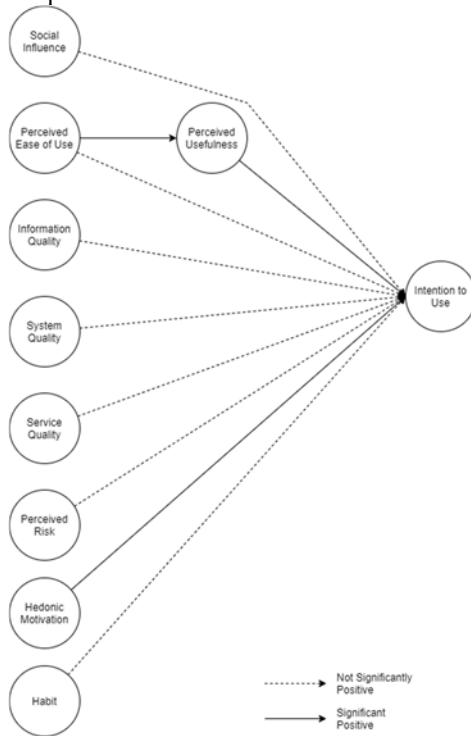 Social
Influence
Perceived
Ease of Use
Perceived
Usefulness
Information
Quality
Intention to
Use
System
Quality
Service
Quality
Perceived
Risk
Hedonic
Motivation
Habit
Not Significantly
Positive
Significant
Positive